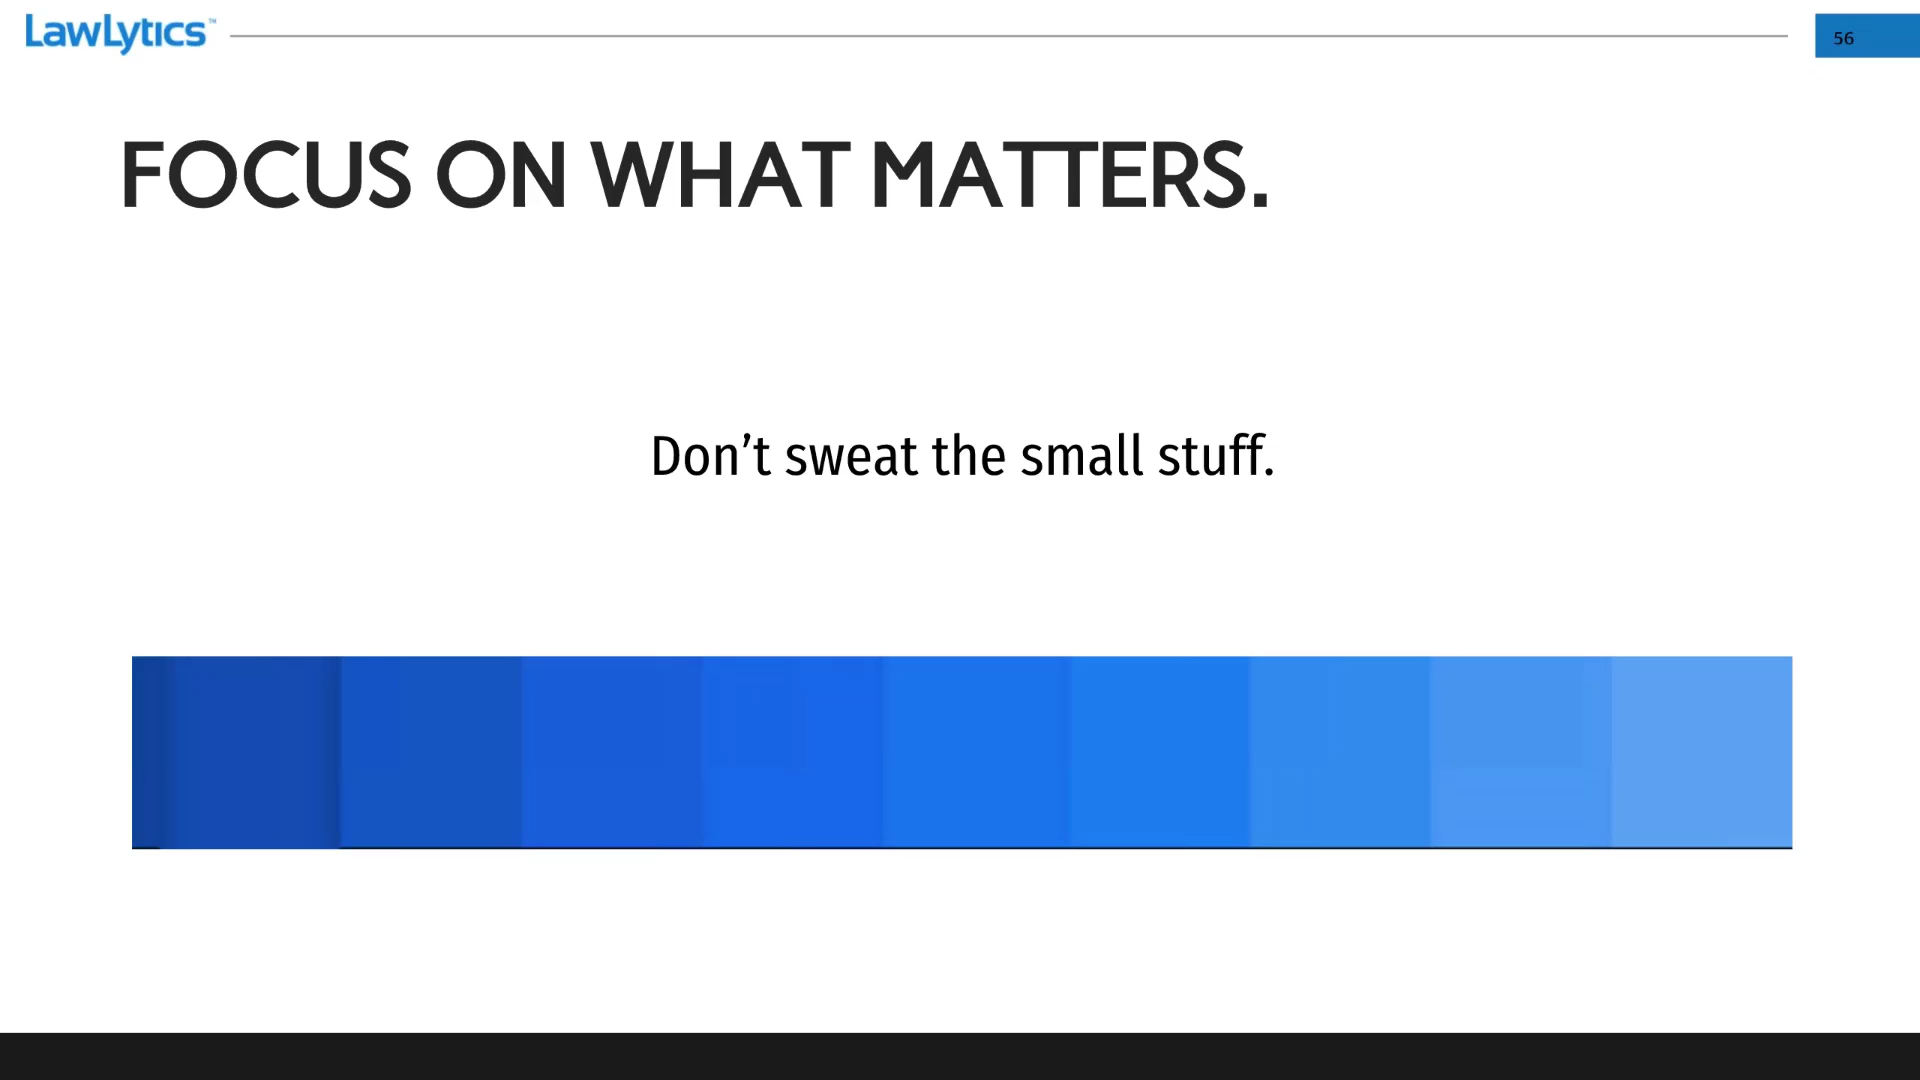 LawLytics™
56
FOCUS ON WHAT MATTERS.
Don’t sweat the small stuff.